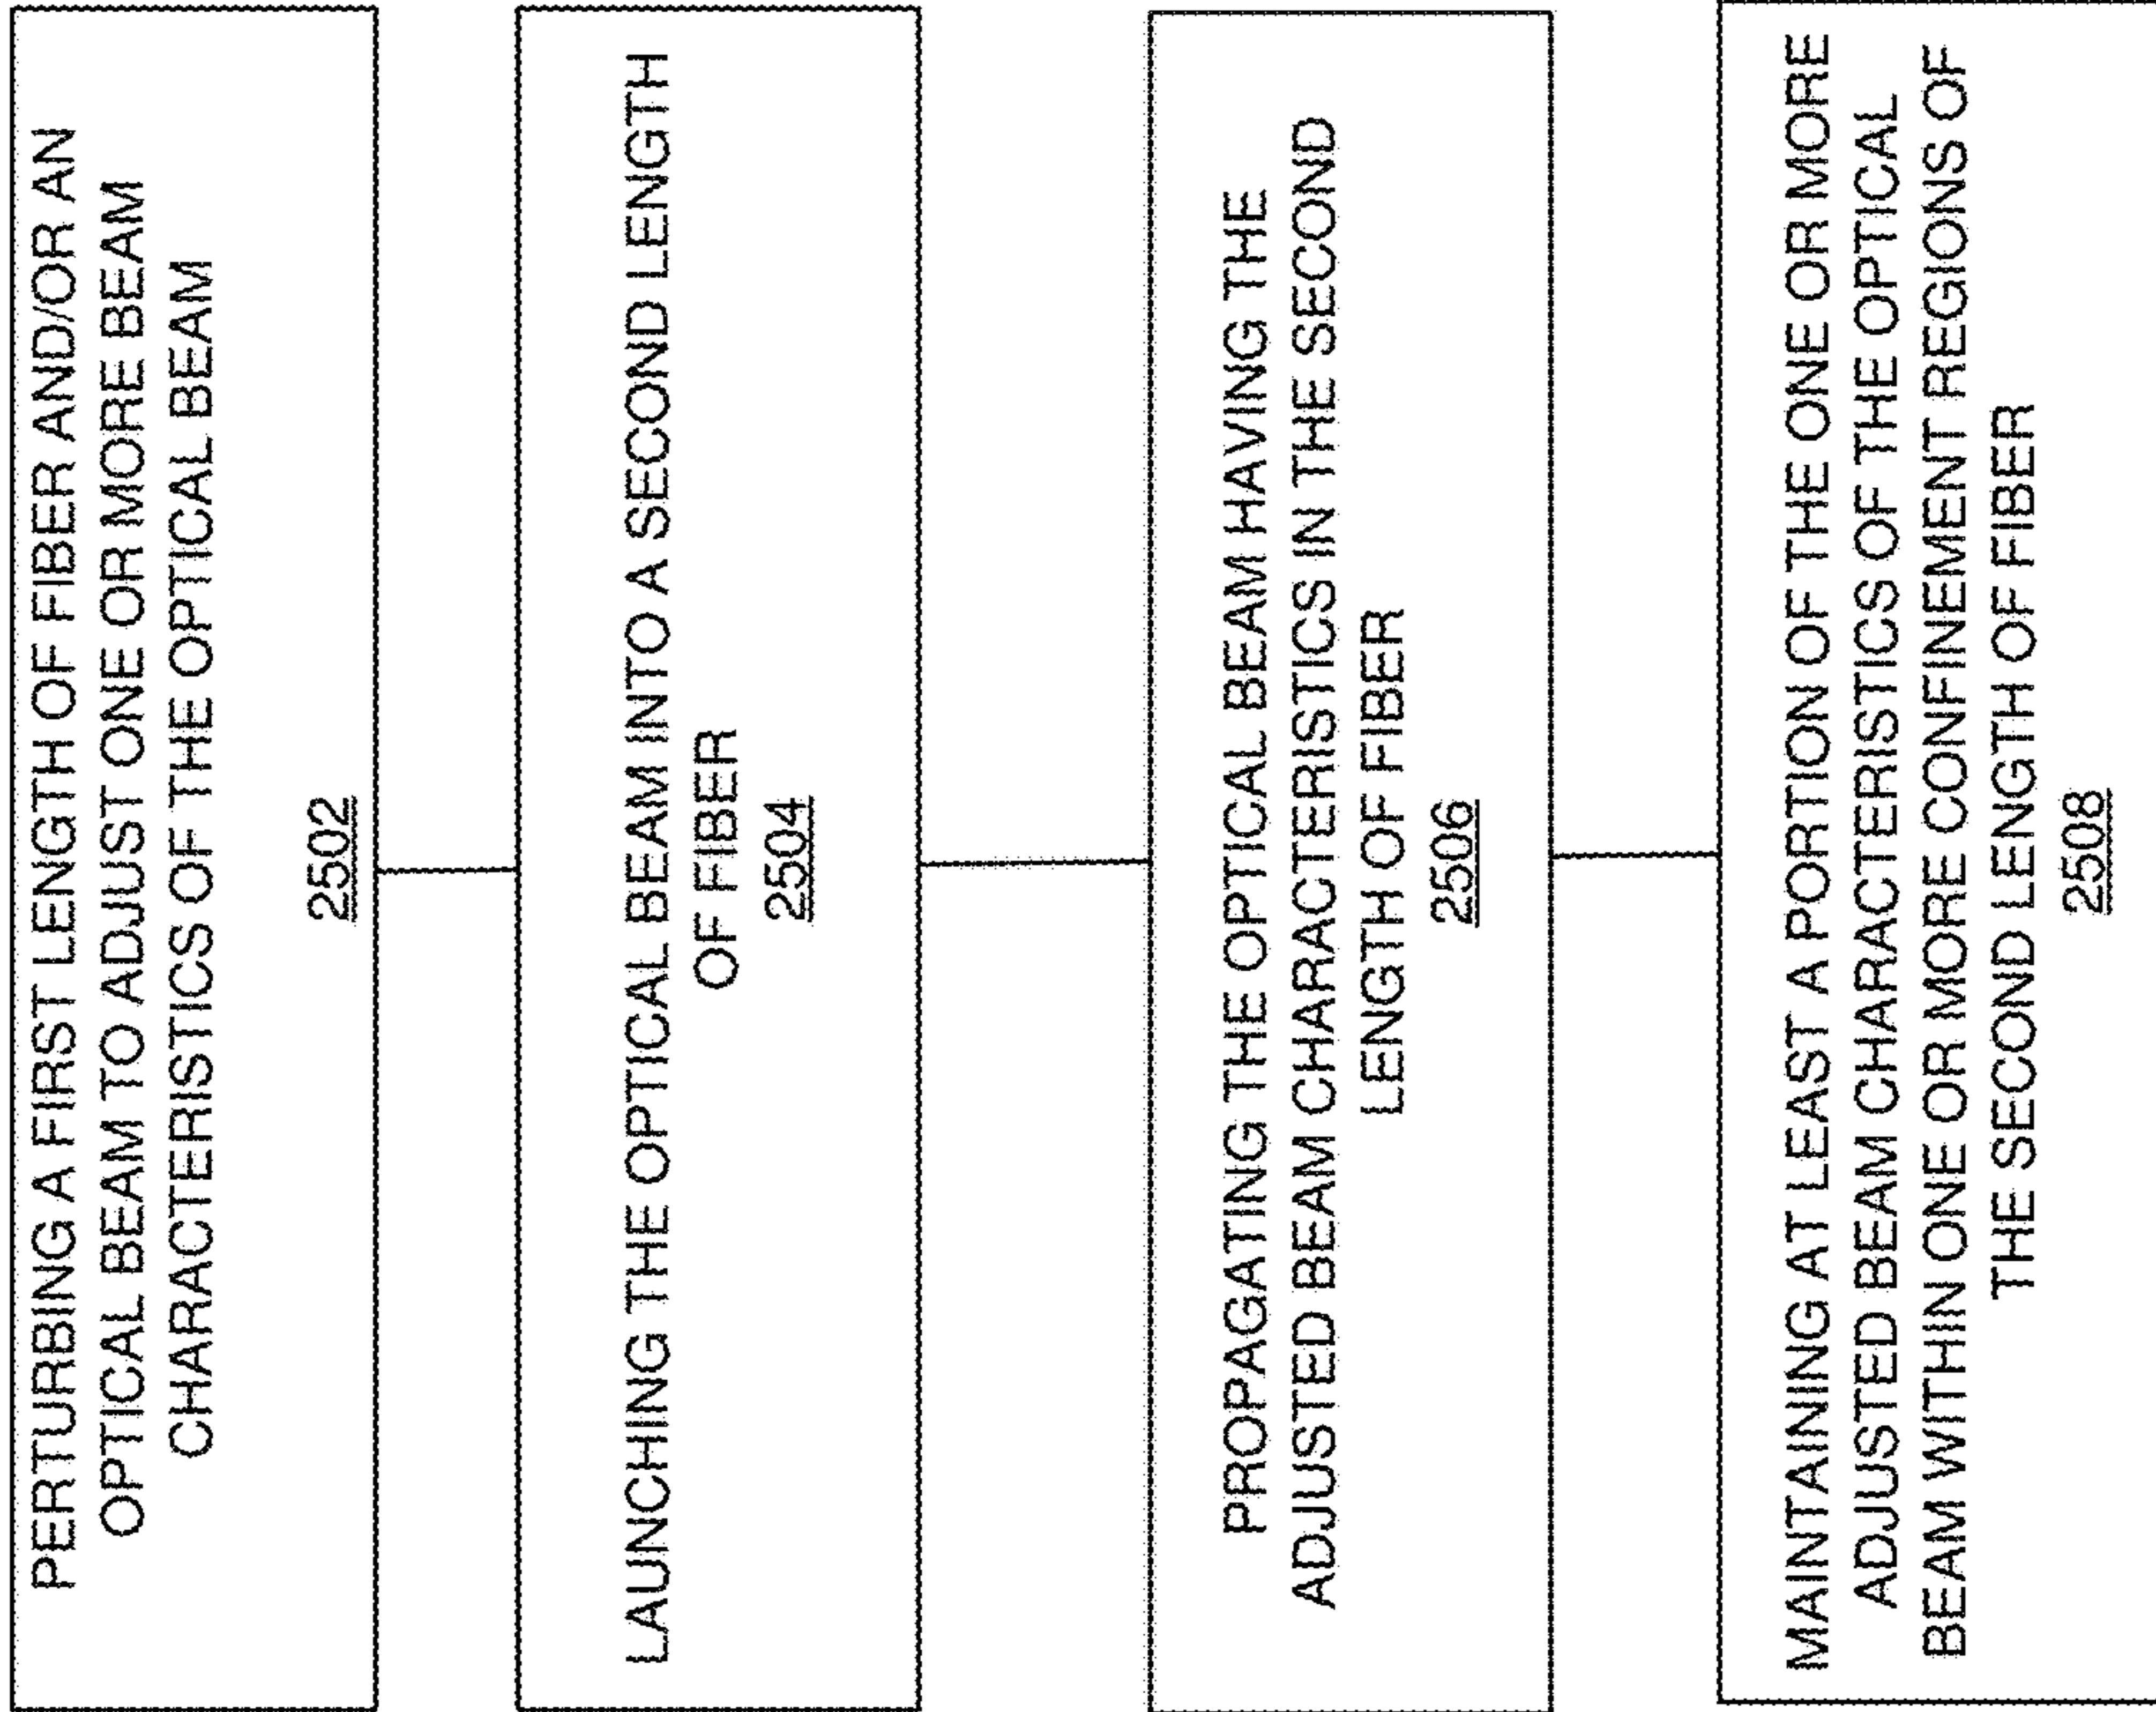 PERTURBING A FIRST LENGTH OF FIBER AND/OR AN
OPTICAL BEAM TO ADJUST ONE OR MORE BEAM
CHARACTERISTICS OF THE OPTICAL BEAM
2502
LAUNCHING THE OPTICAL BEAM INTO A SECOND LENGTH
OF FIBER
2504
PROPAGATING THE OPTICAL BEAM HAVING THE
ADJUSTED BEAM CHARACTERISTICS IN THE SECOND
LENGTH OF FIBER
2506
MAINTAINING AT LEAST A PORTION OF THE ONE OR MORE
ADJUSTED BEAM CHARACTERISTICS OF THE OPTICAL
BEAM WITHIN ONE OR MORE CONFINEMENT REGIONS OF
THE SECOND LENGTH OF FIBER
2508